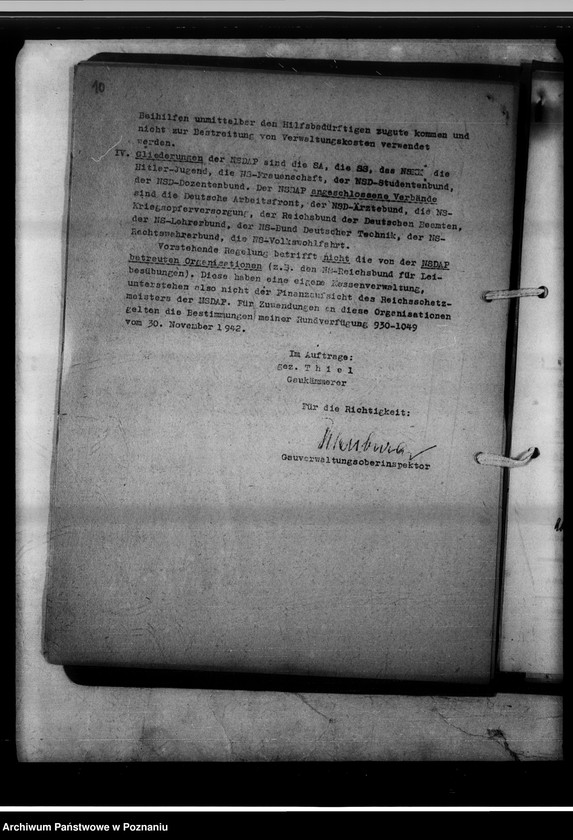 10
Beihilfen unmittelbar den Hilfsbedürftigen zugute kommen und
nicht zur Bestreitung von Verwaltungskosten verwendet
werden.
IV. Gliederungen der NSDAP sind die SA, die SS, das NSKK, die
Hitler-Jugend, die NS-Frauenschaft, der NSD-Studentenbund,
der NSD-Dozentenbund. Der NSDAP angeschlossene Verbände
sind die Deutsche Arbeitsfront, der NSD-Ärztebund, die NS-
Kriegsopferversorgung, der Reichsbund der Deutschen Beamten,
der NS-Lehrerbund, der NS-Bund Deutscher Technik, der NS-
Rechtswahrerbund, die NS-Volkswohlfahrt.
Vorstehende Regelung betrifft nicht die von der NSDAP
betreuten Organisationen (z.B. den NS-Reichsbund für Lei-
besübungen). Diese haben eine eigene Kassenverwaltung,
unterstehen also nicht der Finanzaufsicht des Reichsschatz-
meisters der NSDAP. Für Zuwendungen an diese Organisationen
gelten die Bestimmungen meiner Rundverfügung 930-1049
vom 30. November 1942.
Im Auftrage:
gez. Thiel
Gaukämmerer
Für die Richtigkeit:
Gauverwaltungsoberinspektor
Archiwum Państwowe w Poznaniu